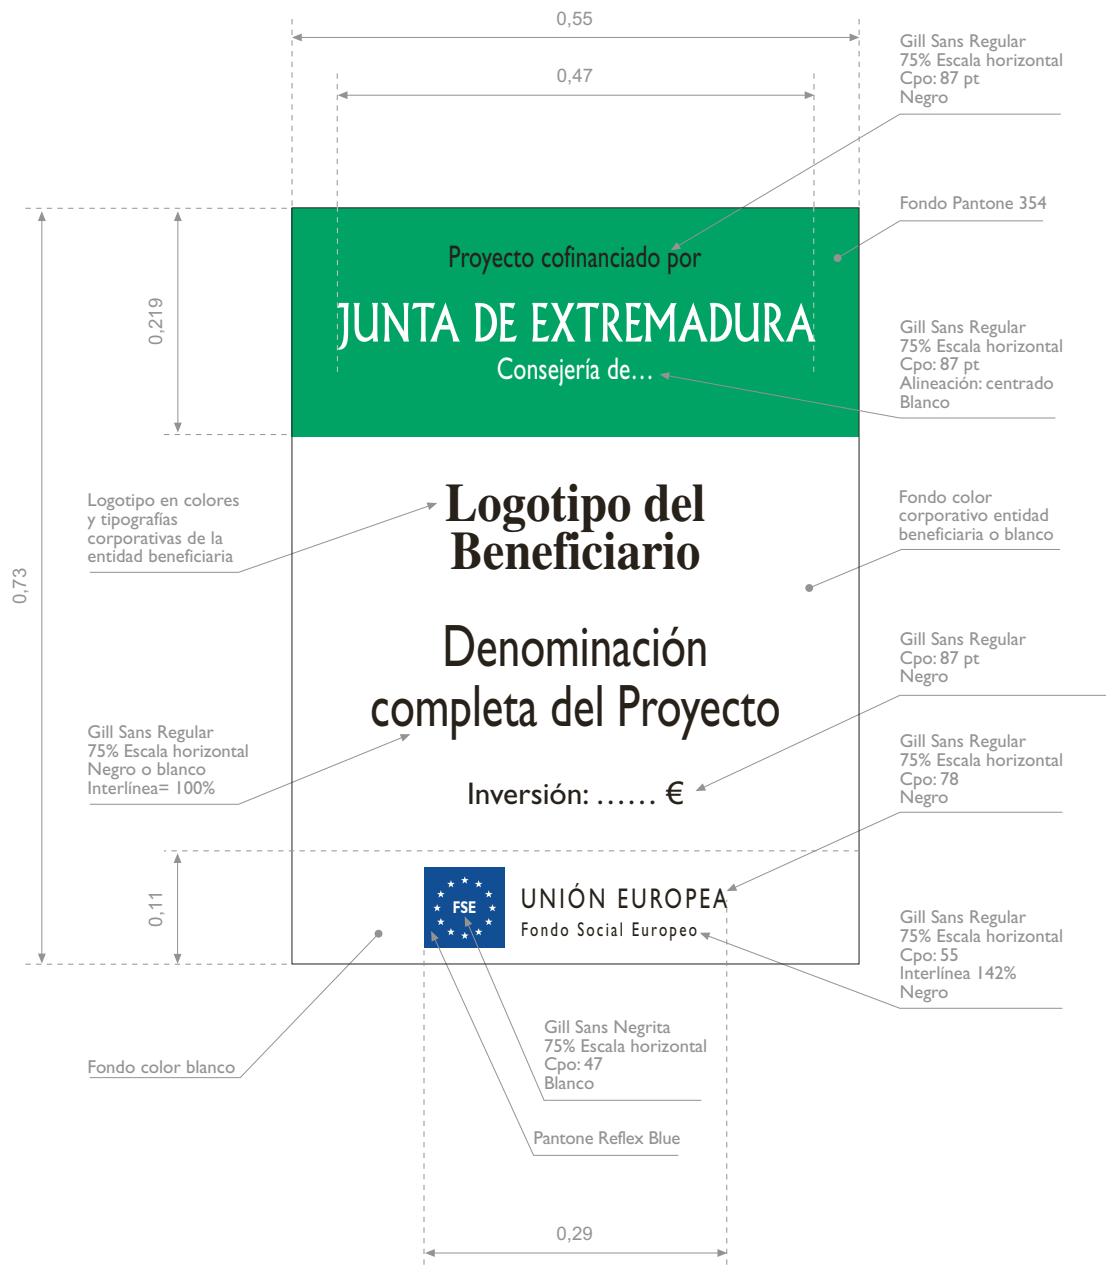 0,55
0,47
Gill Sans Regular
75% Escala horizontal
Cpo: 87 pt
Negro
Fondo Pantone 354
Proyecto cofinanciado por
JUNTA DE EXTREMADURA
Consejería de...
0,219
Gill Sans Regular
75% Escala horizontal
Cpo: 87 pt
Alineación: centrado
Blanco
Logotipo en colores
y tipografías
corporativas de la
entidad beneficiaria
Logotipo del
Beneficiario
Fondo color
corporativo entidad
beneficiaria o blanco
0,73
Denominación
completa del Proyecto
Gill Sans Regular
Cpo: 87 pt
Negro
Gill Sans Regular
75% Escala horizontal
Negro o blanco
Interlínea= 100%
Inversión: ...... €
Gill Sans Regular
75% Escala horizontal
Cpo: 78
Negro
0,11
FSE
UNIÓN EUROPEA
Fondo Social Europeo
Gill Sans Regular
75% Escala horizontal
Cpo: 55
Interlínea 142%
Negro
Fondo color blanco
Gill Sans Negrita
75% Escala horizontal
Cpo: 47
Blanco
Pantone Reflex Blue
0,29